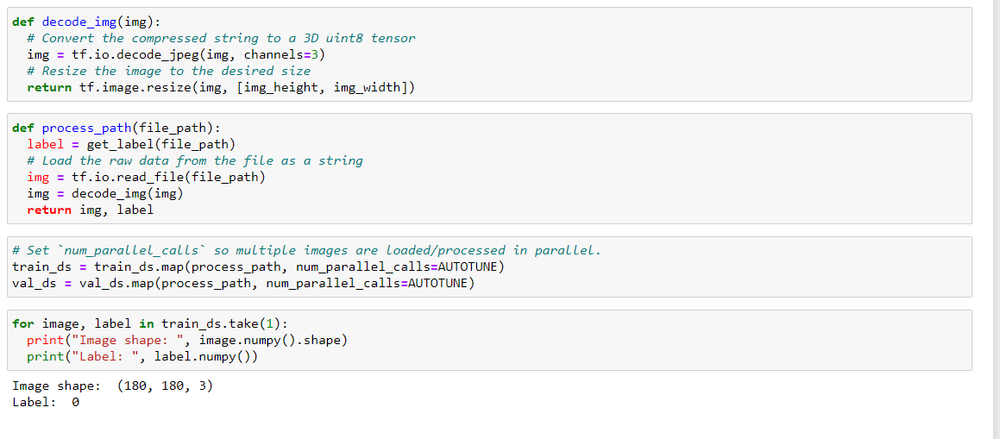 def decode_img(img):
  # Convert the compressed string to a 3D uint8 tensor
  img = tf.io.decode_jpeg(img, channels=3)
  # Resize the image to the desired size
  return tf.image.resize(img, [img_height, img_width])
def process_path(file_path):
  label = get_label(file_path)
  # Load the raw data from the file as a string
  img = tf.io.read_file(file_path)
  img = decode_img(img)
  return img, label
# Set `num_parallel_calls` so multiple images are loaded/processed in parallel.
train_ds = train_ds.map(process_path, num_parallel_calls=AUTOTUNE)
val_ds = val_ds.map(process_path, num_parallel_calls=AUTOTUNE)
for image, label in train_ds.take(1):
  print("Image shape: ", image.numpy().shape)
  print("Label: ", label.numpy())
Image shape:  (180, 180, 3)
Label:  0